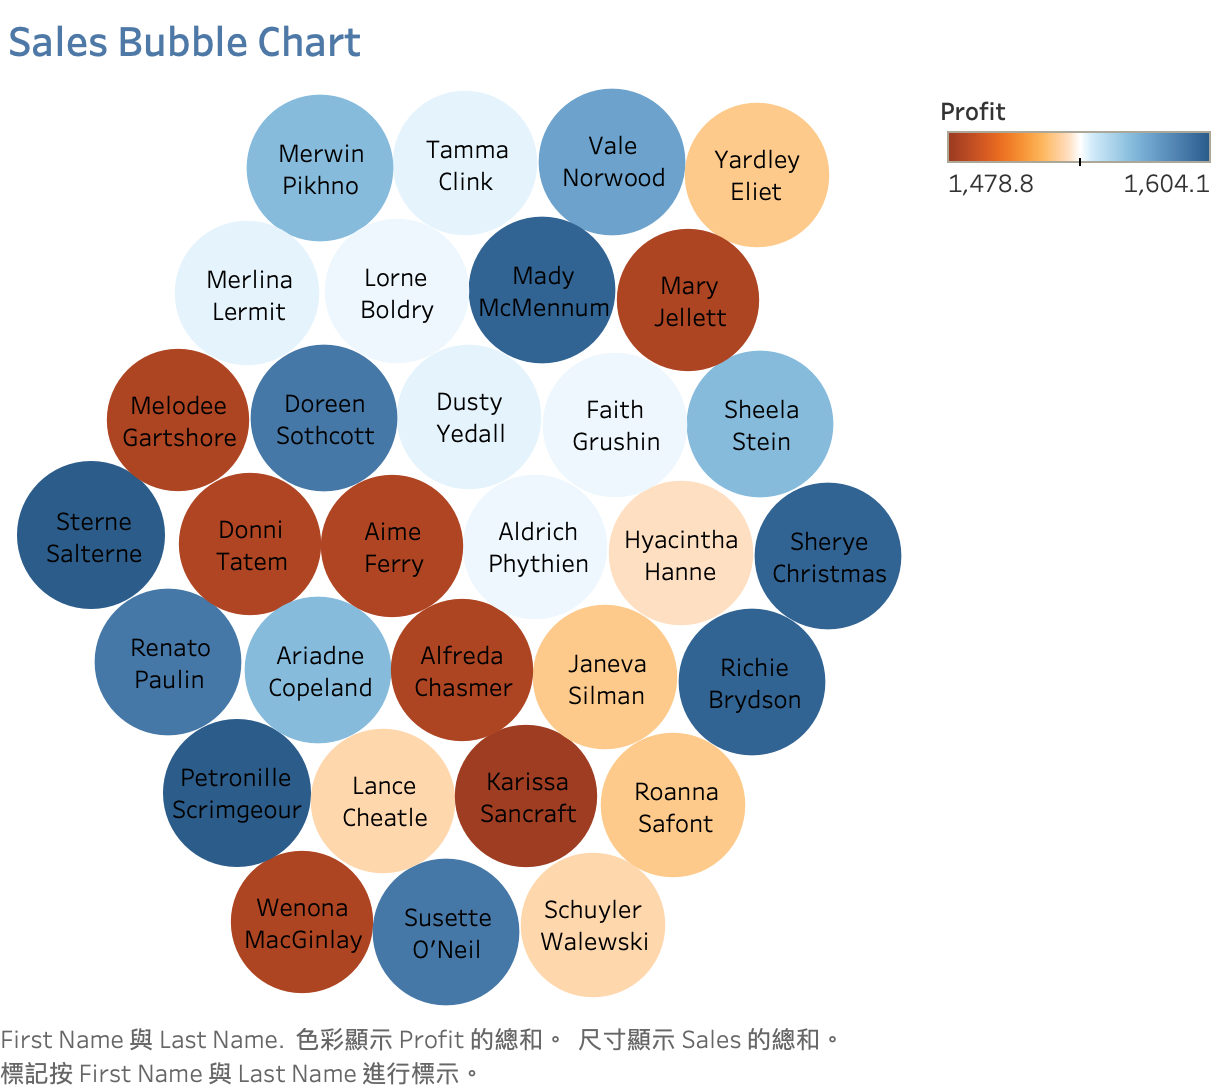 Sales Bubble Chart
Profit
1,478.8
1,604.1
Merwin
Pikhno
Tamma
Clink
Vale
Norwood
Yardley
Eliet
Merlina
Lermit
Lorne
Boldry
Mady
McMennum
Mary
Jellett
Melodee
Gartshore
Doreen
Sothcott
Dusty
Yedall
Faith
Grushin
Sheela
Stein
Sterne
Salterne
Donni
Tatem
Aime
Ferry
Aldrich
Phythien
Hyacintha
Hanne
Sherye
Christmas
Renato
Paulin
Ariadne
Copeland
Alfreda
Chasmer
Janeva
Silman
Richie
Brydson
Petronille
Scrimgeour
Lance
Cheatle
Karissa
Sancraft
Roanna
Safont
Wenona
MacGinlay
Susette
O’Neil
Schuyler
Walewski
First Name 與 Last Name. 色彩顯示 Profit 的總和。 尺寸顯示 Sales 的總和。
標記按 First Name 與 Last Name 進行標示。